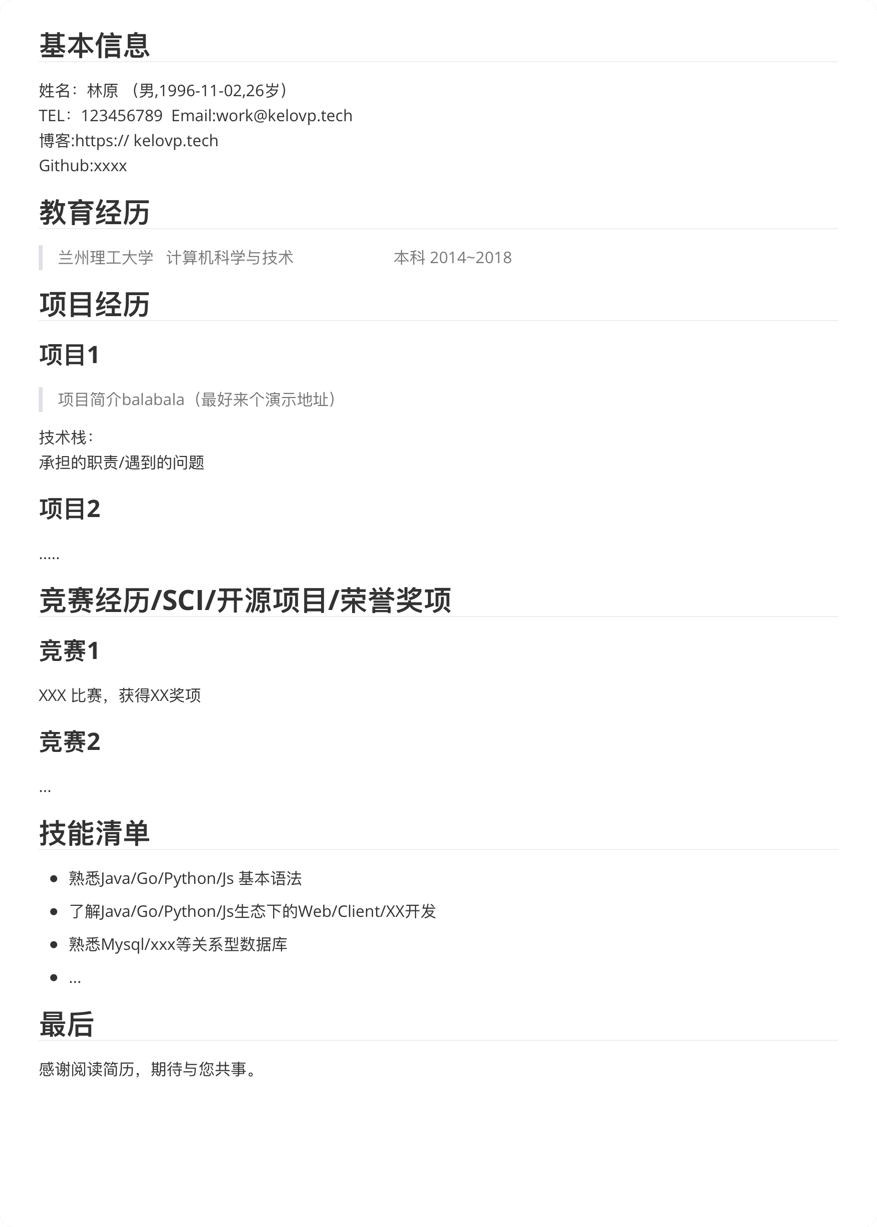 基本信息
姓名：林原 （男,1996-11-02,26岁）
TEL：123456789 Email:work@kelovp.tech
博客:https:// kelovp.tech
Github:xxxx
教育经历
兰州理工大学 计算机科学与技术 本科 2014~2018
项目经历
项目1
项目简介balabala（最好来个演示地址）
技术栈：
承担的职责/遇到的问题
项目2
.....
竞赛经历/SCI/开源项目/荣誉奖项
竞赛1
XXX 比赛，获得XX奖项
竞赛2
...
技能清单
● 熟悉Java/Go/Python/Js 基本语法
● 了解Java/Go/Python/Js生态下的Web/Client/XX开发
● 熟悉Mysql/xxx等关系型数据库
● ...
最后
感谢阅读简历，期待与您共事。